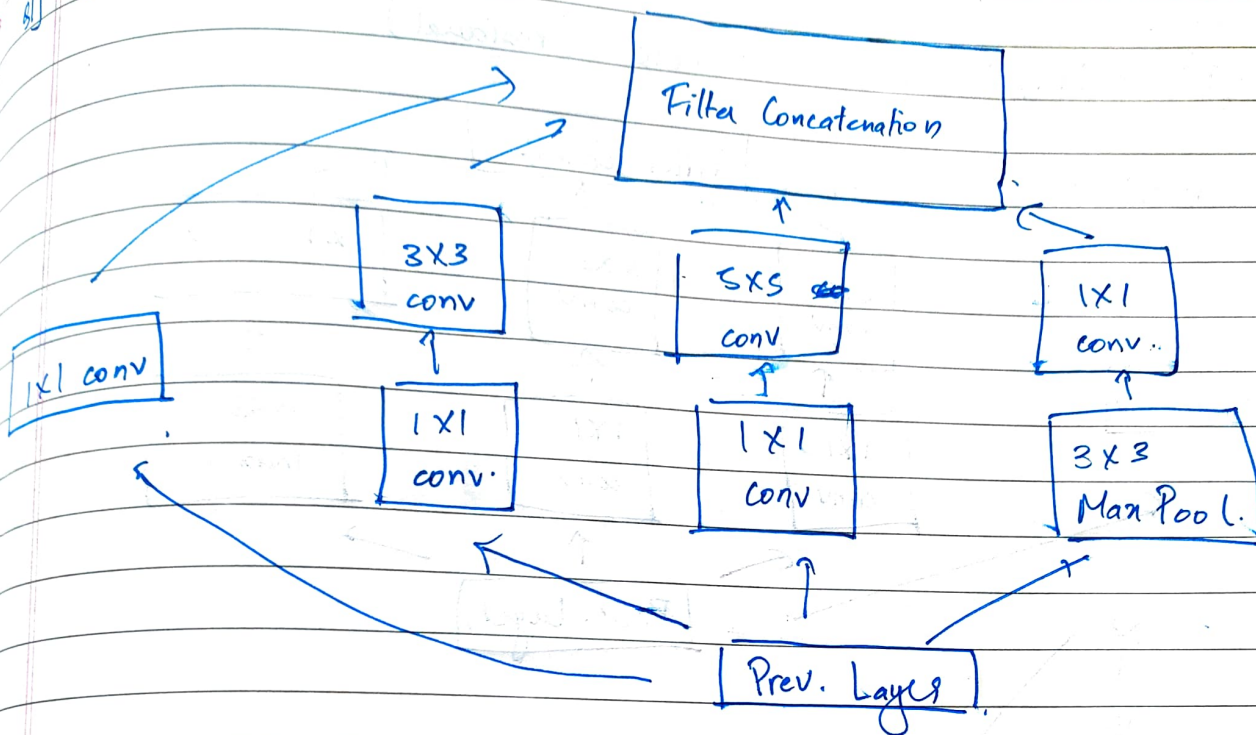 Filter Concatenation
3X3
conv
5X5
conv
1X1
conv..
1X1 conv
1X1
conv.
1X1
conv
3X3
Max Pool.
Prev. Layer